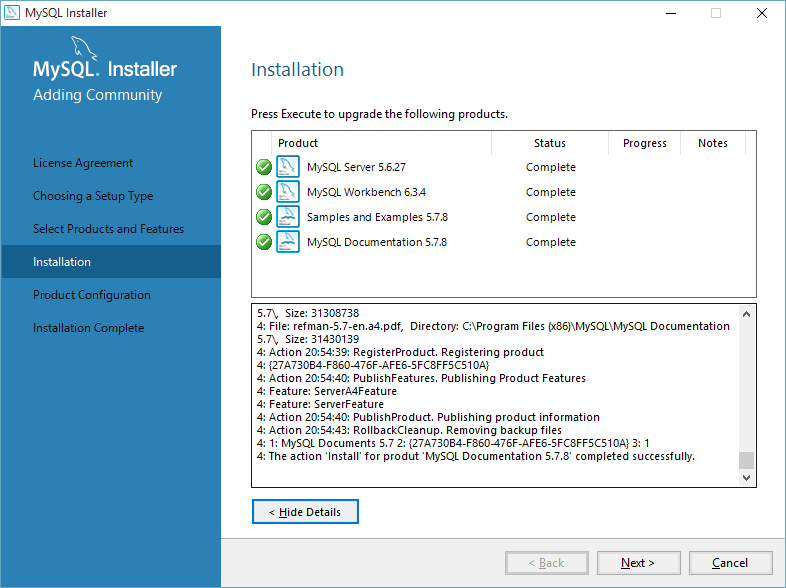 MySQL Installer
MySQL. Installer
Adding Community
License Agreement
Choosing a Setup Type
Select Products and Features
Installation
Product Configuration
Installation Complete
Installation
Press Execute to upgrade the following products.
Product Status Progress Notes
MySQL Server 5.6.27 Complete
MySQL Workbench 6.3.4 Complete
Samples and Examples 5.7.8 Complete
MySQL Documentation 5.7.8 Complete
5.7\, Size: 31308738
4: File: refman-5.7-en.a4.pdf, Directory: C:\Program Files (x86)\MySQL\MySQL Documentation
5.7\, Size: 31430139
4: Action 20:54:39: RegisterProduct. Registering product
4: {27A730B4-F860-476F-AFE6-5FC8FF5C510A}
4: Action 20:54:40: PublishFeatures. Publishing Product Features
4: Feature: ServerA4Feature
4: Feature: ServerFeature
4: Action 20:54:40: PublishProduct. Publishing product information
4: Action 20:54:43: RollbackCleanup. Removing backup files
4: 1: MySQL Documents 5.7 2: {27A730B4-F860-476F-AFE6-5FC8FF5C510A} 3: 1
4: The action 'Install' for produt 'MySQL Documentation 5.7.8' completed successfully.
< Hide Details
< Back Next > Cancel